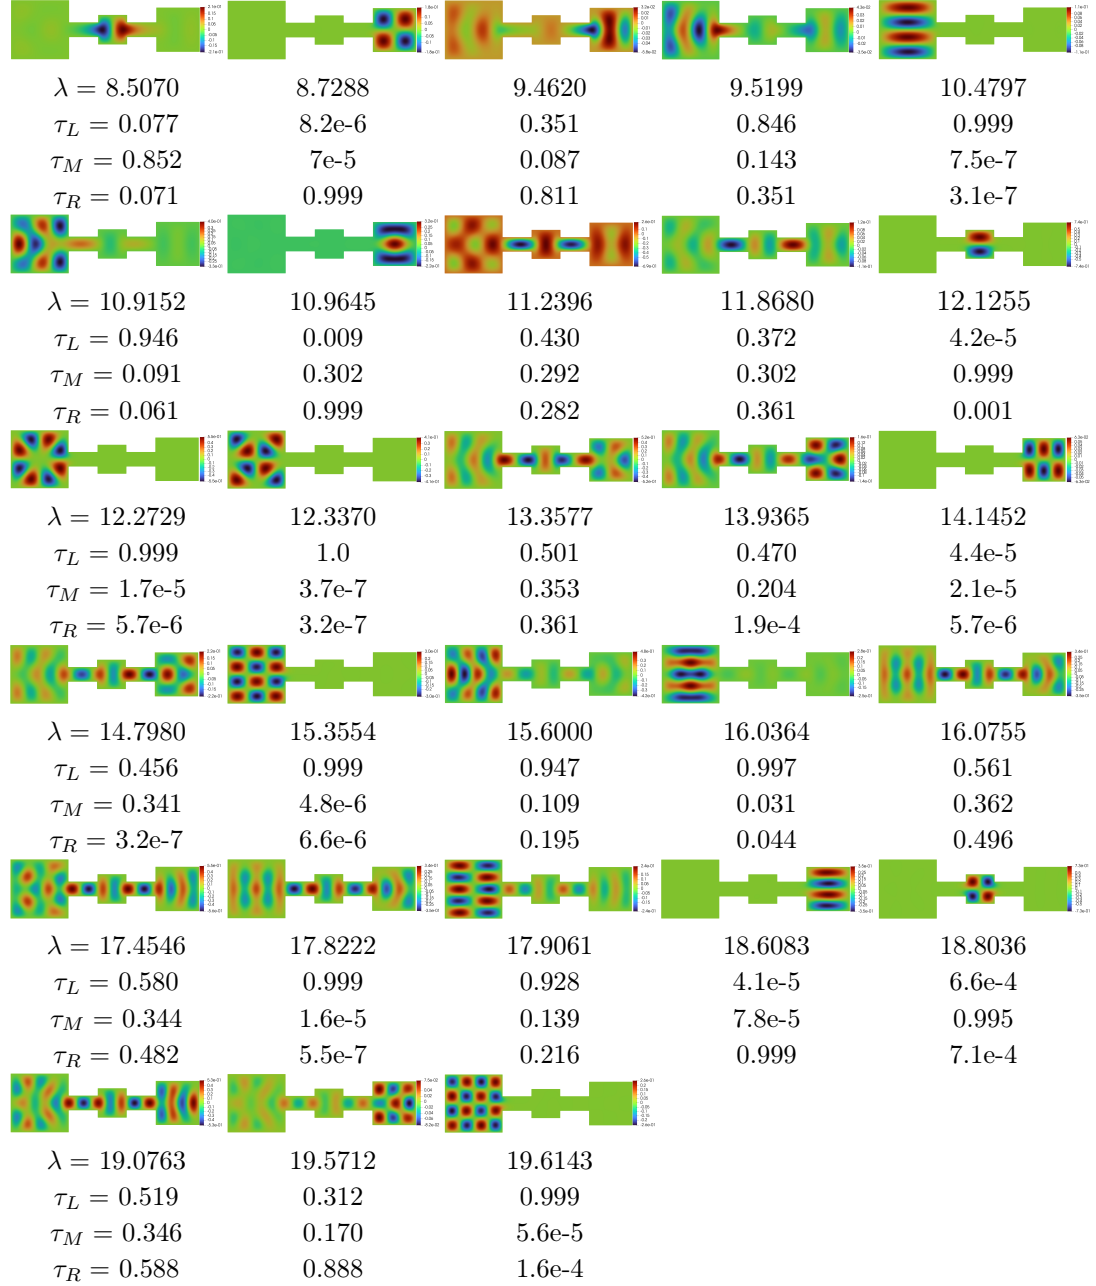 λ = 8.5070 8.7288 9.4620 9.5199 10.4797
τ_L = 0.077 8.2e-6 0.351 0.846 0.999
τ_M = 0.852 7e-5 0.087 0.143 7.5e-7
τ_R = 0.071 0.999 0.811 0.351 3.1e-7
λ = 10.9152 10.9645 11.2396 11.8680 12.1255
τ_L = 0.946 0.009 0.430 0.372 4.2e-5
τ_M = 0.091 0.302 0.292 0.302 0.999
τ_R = 0.061 0.999 0.282 0.361 0.001
λ = 12.2729 12.3370 13.3577 13.9365 14.1452
τ_L = 0.999 1.0 0.501 0.470 4.4e-5
τ_M = 1.7e-5 3.7e-7 0.353 0.204 2.1e-5
τ_R = 5.7e-6 3.2e-7 0.361 1.9e-4 5.7e-6
λ = 14.7980 15.3554 15.6000 16.0364 16.0755
τ_L = 0.456 0.999 0.947 0.997 0.561
τ_M = 0.341 4.8e-6 0.109 0.031 0.362
τ_R = 3.2e-7 6.6e-6 0.195 0.044 0.496
λ = 17.4546 17.8222 17.9061 18.6083 18.8036
τ_L = 0.580 0.999 0.928 4.1e-5 6.6e-4
τ_M = 0.344 1.6e-5 0.139 7.8e-5 0.995
τ_R = 0.482 5.5e-7 0.216 0.999 7.1e-4
λ = 19.0763 19.5712 19.6143
τ_L = 0.519 0.312 0.999
τ_M = 0.346 0.170 5.6e-5
τ_R = 0.588 0.888 1.6e-4